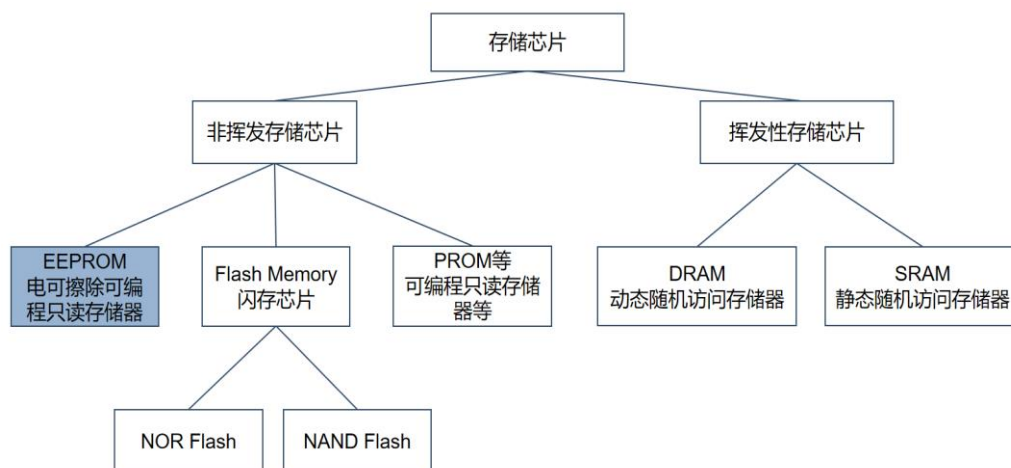 存储芯片
非挥发存储芯片
挥发性存储芯片
EEPROM
电可擦除可编
程只读存储器
Flash Memory
闪存芯片
PROM等
可编程只读存储
器等
DRAM
动态随机访问存储器
SRAM
静态随机访问存储器
NOR Flash
NAND Flash